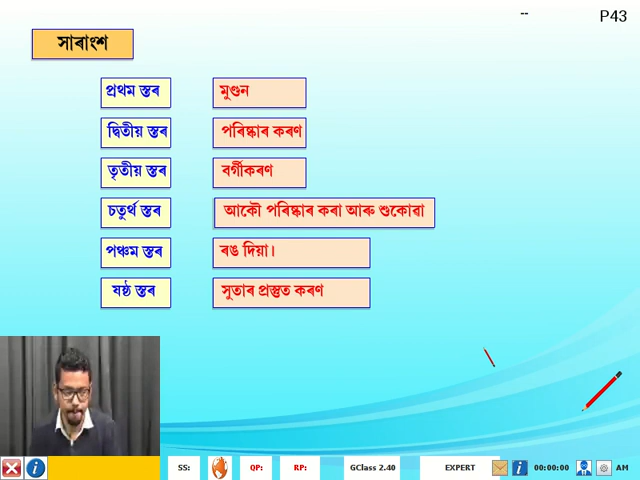 --
P43
সাৰাংশ
প্ৰথম স্তৰ মুণ্ডন
দ্বিতীয় স্তৰ পৰিষ্কাৰ কৰণ
তৃতীয় স্তৰ বৰ্গীকৰণ
চতুৰ্থ স্তৰ আকৌ পৰিষ্কাৰ কৰা আৰু শুকোৱা
পঞ্চম স্তৰ ৰঙ দিয়া।
ষষ্ঠ স্তৰ সুতাৰ প্ৰস্তুত কৰণ
SS: QP: RP: GClass 2.40 EXPERT 00:00:00 AM